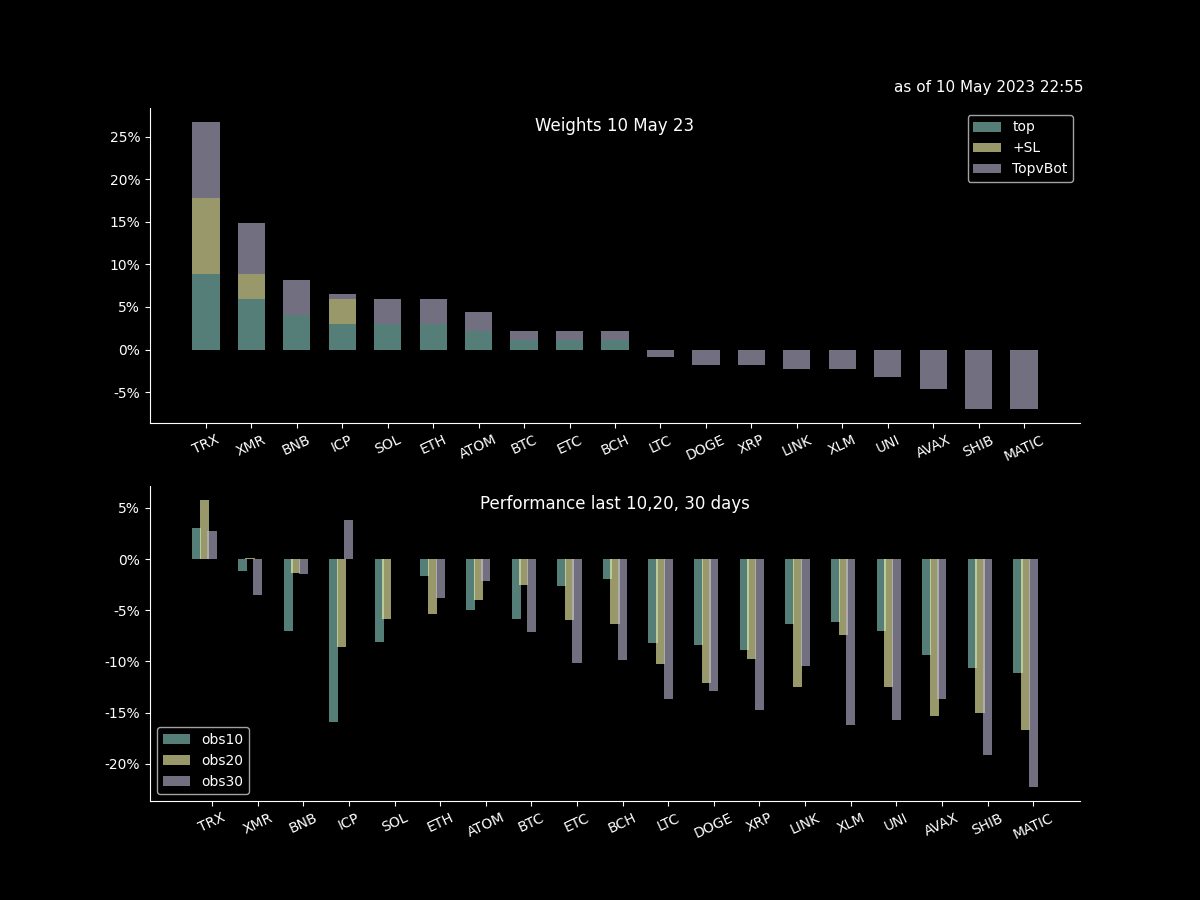 as of 10 May 2023 22:55
Weights 10 May 23
top
+SL
TopvBot
25%
20%
15%
10%
5%
0%
-5%
TRX XMR BNB ICP SOL ETH ATOM BTC ETC BCH LTC DOGE XRP LINK XLM UNI AVAX SHIB MATIC
Performance last 10,20, 30 days
5%
0%
-5%
-10%
-15%
-20%
obs10
obs20
obs30
TRX XMR BNB ICP SOL ETH ATOM BTC ETC BCH LTC DOGE XRP LINK XLM UNI AVAX SHIB MATIC